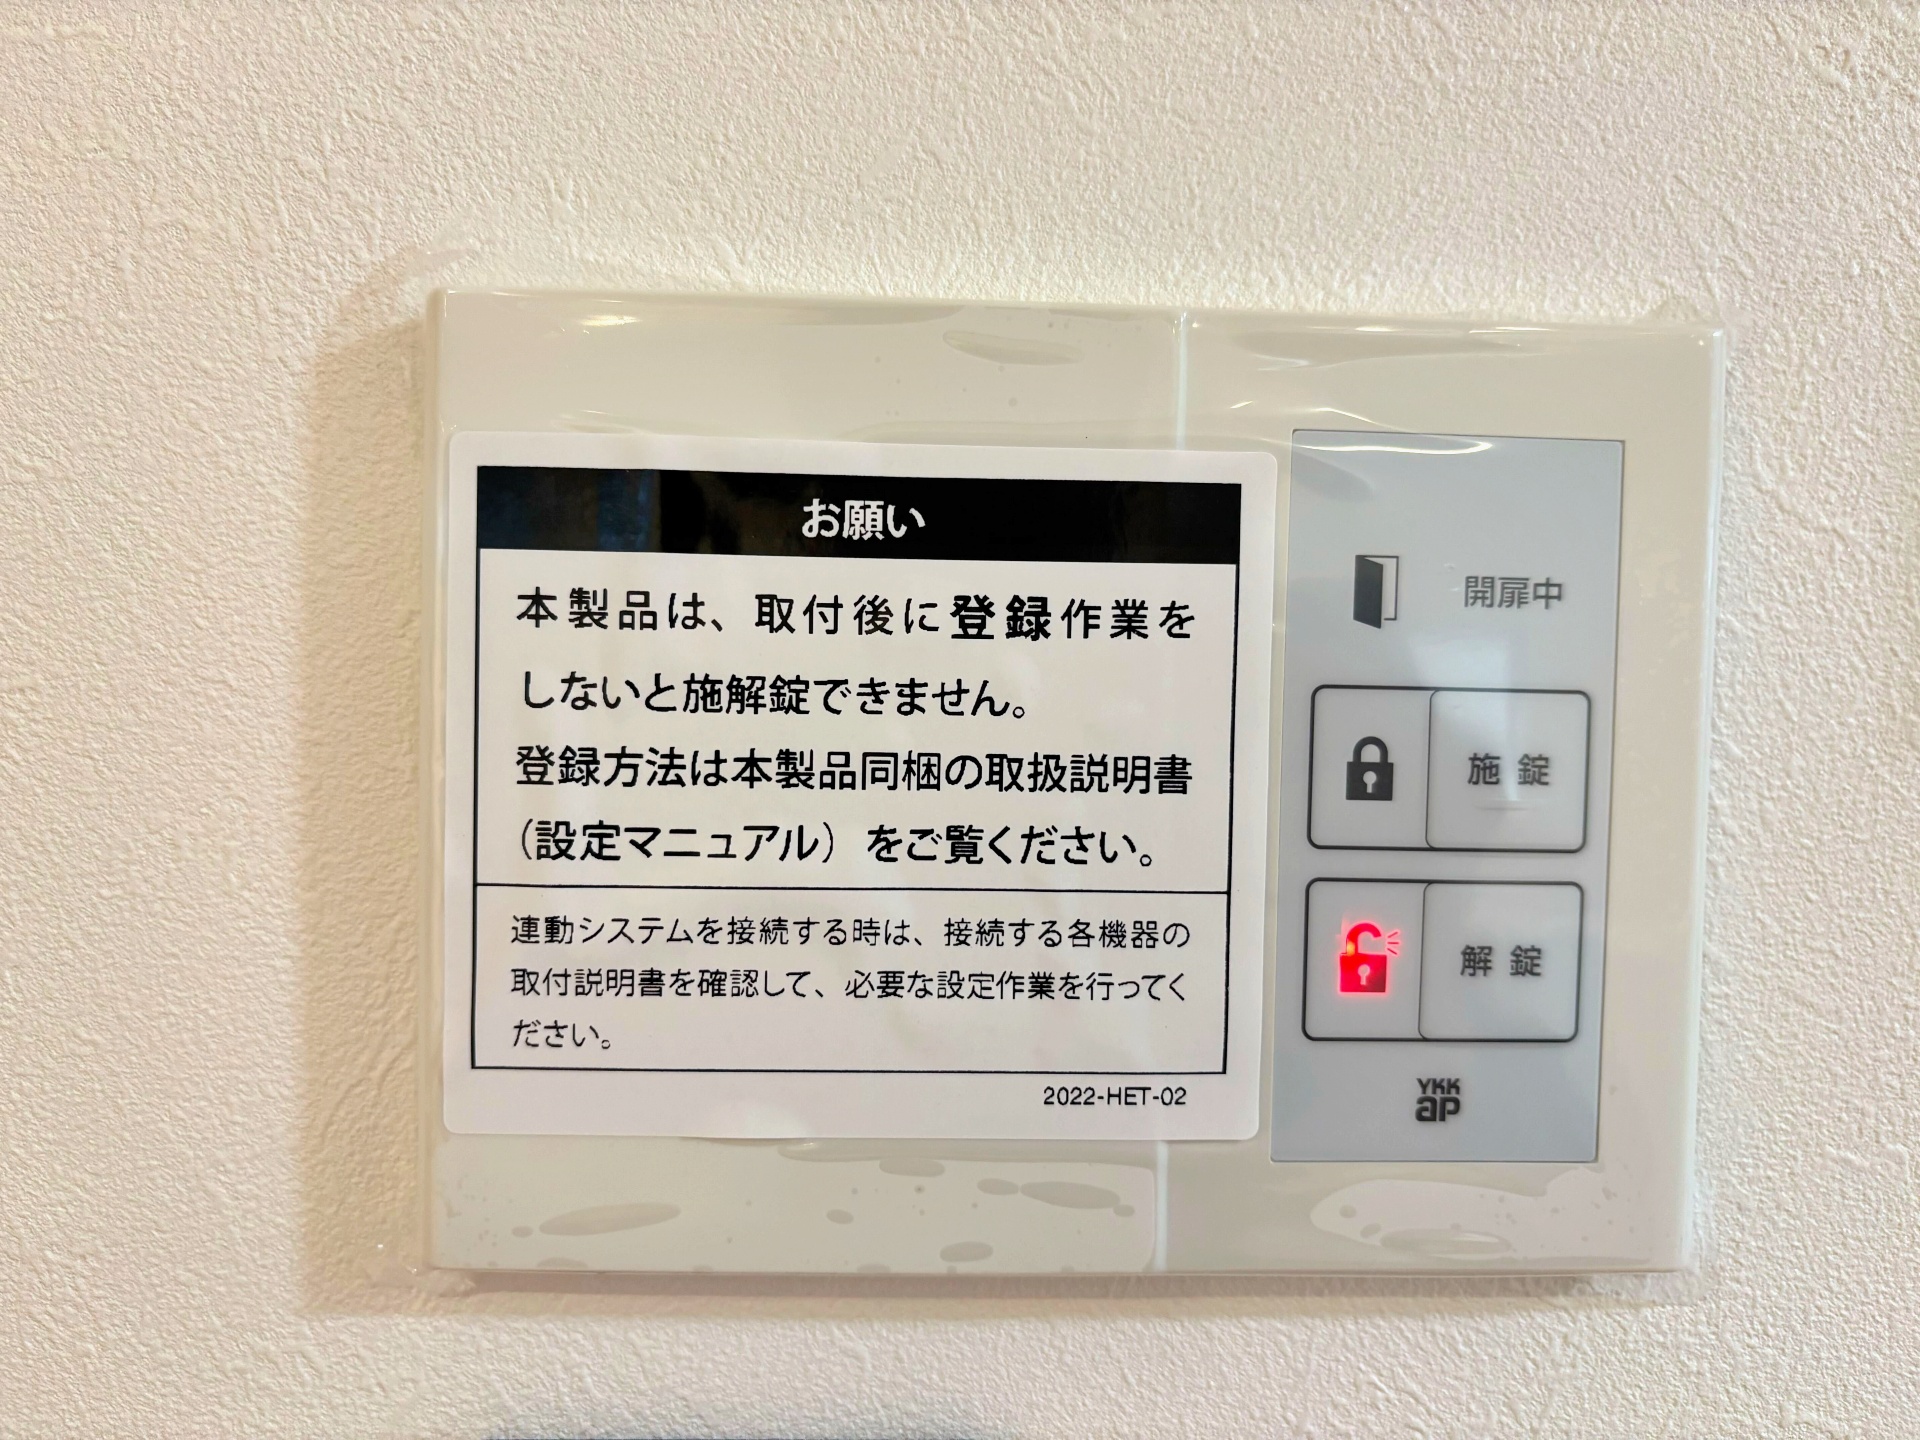 お願い
本製品は、取付後に登録作業を
しないと施解錠できません。
登録方法は本製品同梱の取扱説明書
（設定マニュアル）をご覧ください。
連動システムを接続する時は、接続する各機器の
取付説明書を確認して、必要な設定作業を行ってく
ださい。
2022-HET-02
開扉中
施錠
解錠
YKK
ap